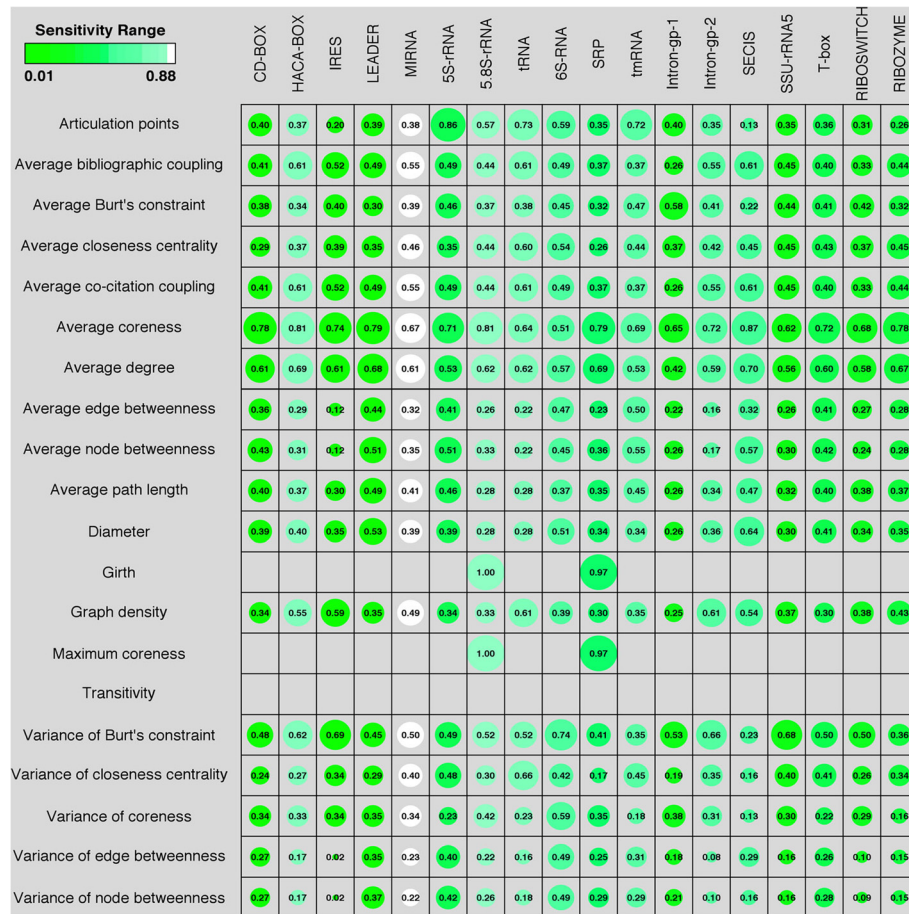 Sensitivity Range
0.01 0.88
CD-BOX HACA-BOX IRES LEADER MIRNA 5S-rRNA 5.8S-rRNA tRNA 6S-RNA SRP tmRNA Intron-gp-1 Intron-gp-2 SECIS SSU-rRNA5 T-box RIBOSWITCH RIBOZYME
Articulation points 0.40 0.37 0.20 0.39 0.38 0.86 0.57 0.73 0.59 0.35 0.72 0.40 0.35 0.13 0.35 0.36 0.31 0.26
Average bibliographic coupling 0.41 0.61 0.52 0.49 0.55 0.49 0.44 0.61 0.49 0.37 0.37 0.26 0.55 0.61 0.45 0.40 0.33 0.44
Average Burt's constraint 0.38 0.34 0.40 0.30 0.39 0.46 0.37 0.38 0.45 0.32 0.47 0.58 0.41 0.22 0.44 0.41 0.42 0.32
Average closeness centrality 0.29 0.37 0.39 0.35 0.46 0.35 0.44 0.60 0.54 0.26 0.44 0.37 0.42 0.45 0.45 0.43 0.37 0.45
Average co-citation coupling 0.41 0.61 0.52 0.49 0.55 0.49 0.44 0.61 0.49 0.37 0.37 0.26 0.55 0.61 0.45 0.40 0.33 0.44
Average coreness 0.78 0.81 0.74 0.79 0.67 0.71 0.81 0.64 0.51 0.79 0.69 0.65 0.72 0.87 0.62 0.72 0.68 0.78
Average degree 0.61 0.69 0.61 0.68 0.61 0.53 0.62 0.62 0.57 0.69 0.53 0.42 0.59 0.70 0.56 0.60 0.58 0.67
Average edge betweenness 0.36 0.29 0.12 0.44 0.32 0.41 0.26 0.22 0.47 0.23 0.50 0.22 0.16 0.32 0.26 0.41 0.27 0.28
Average node betweenness 0.43 0.31 0.12 0.51 0.35 0.51 0.33 0.22 0.45 0.36 0.55 0.26 0.17 0.57 0.30 0.42 0.24 0.28
Average path length 0.40 0.37 0.30 0.49 0.41 0.46 0.28 0.28 0.37 0.35 0.45 0.26 0.34 0.47 0.32 0.40 0.38 0.37
Diameter 0.39 0.40 0.35 0.53 0.39 0.39 0.28 0.28 0.51 0.34 0.34 0.26 0.36 0.64 0.30 0.41 0.34 0.35
Girth 1.00 0.97
Graph density 0.34 0.55 0.59 0.35 0.49 0.34 0.33 0.61 0.39 0.30 0.35 0.25 0.61 0.54 0.37 0.30 0.38 0.43
Maximum coreness 1.00 0.97
Transitivity
Variance of Burt's constraint 0.48 0.62 0.69 0.45 0.50 0.49 0.52 0.52 0.74 0.41 0.35 0.53 0.66 0.23 0.68 0.50 0.50 0.36
Variance of closeness centrality 0.24 0.27 0.34 0.29 0.40 0.48 0.30 0.66 0.42 0.17 0.45 0.19 0.35 0.16 0.40 0.41 0.26 0.34
Variance of coreness 0.34 0.33 0.34 0.35 0.34 0.23 0.42 0.23 0.59 0.35 0.18 0.38 0.31 0.13 0.30 0.22 0.29 0.16
Variance of edge betweenness 0.27 0.17 0.02 0.35 0.23 0.40 0.22 0.16 0.49 0.25 0.31 0.18 0.08 0.29 0.16 0.26 0.10 0.15
Variance of node betweenness 0.27 0.17 0.02 0.37 0.22 0.42 0.26 0.18 0.49 0.29 0.29 0.21 0.10 0.16 0.16 0.28 0.09 0.15